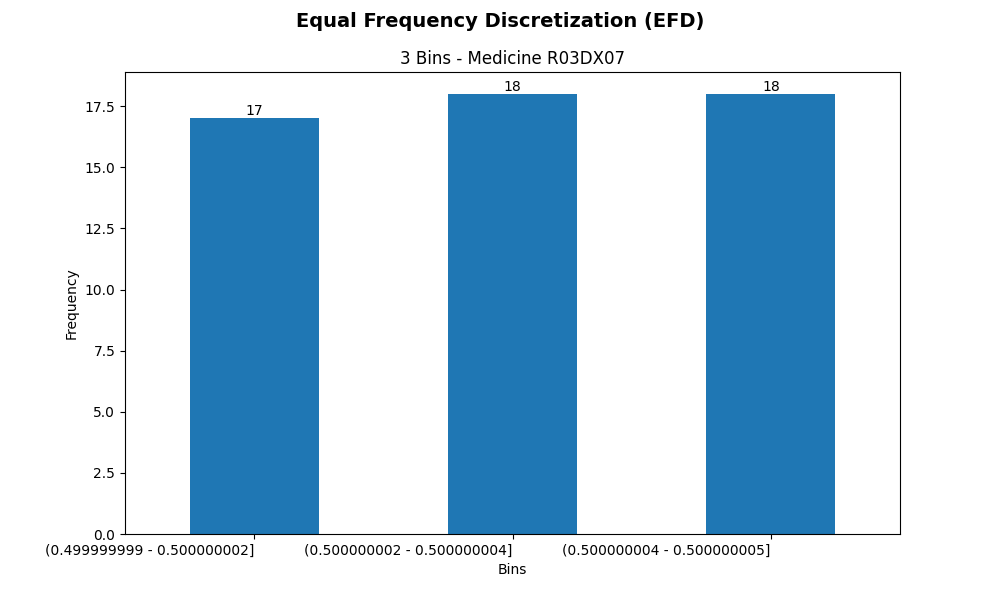 Equal Frequency Discretization (EFD)
3 Bins - Medicine R03DX07
17
18
18
17.5
15.0
12.5
10.0
7.5
5.0
2.5
0.0
Frequency
(0.499999999 - 0.500000002]
(0.500000002 - 0.500000004]
(0.500000004 - 0.500000005]
Bins